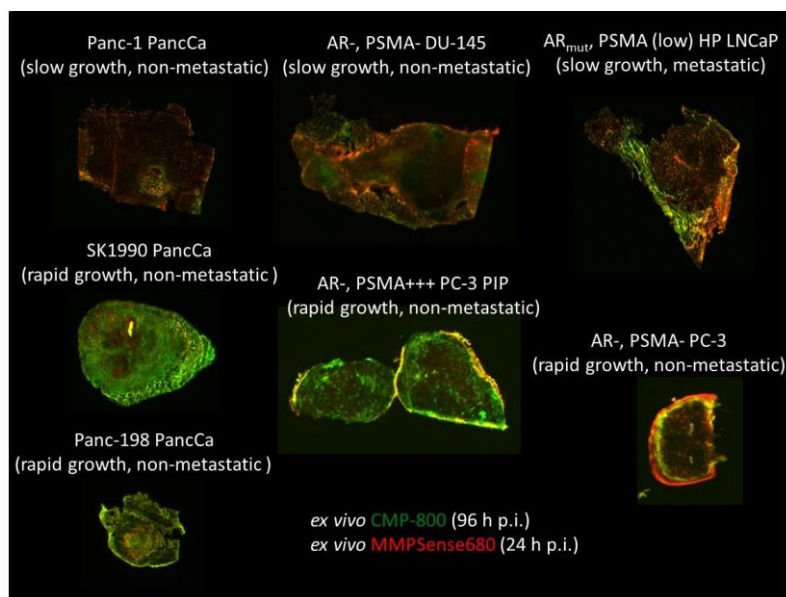 Panc-1 PancCa
(slow growth, non-metastatic)
AR-, PSMA- DU-145
(slow growth, non-metastatic)
ARmut, PSMA (low) HP LNCaP
(slow growth, metastatic)
SK1990 PancCa
(rapid growth, non-metastatic)
AR-, PSMA+++ PC-3 PIP
(rapid growth, non-metastatic)
AR-, PSMA- PC-3
(rapid growth, non-metastatic)
Panc-198 PancCa
(rapid growth, non-metastatic )
ex vivo CMP-800 (96 h p.i.)
ex vivo MMPSense680 (24 h p.i.)